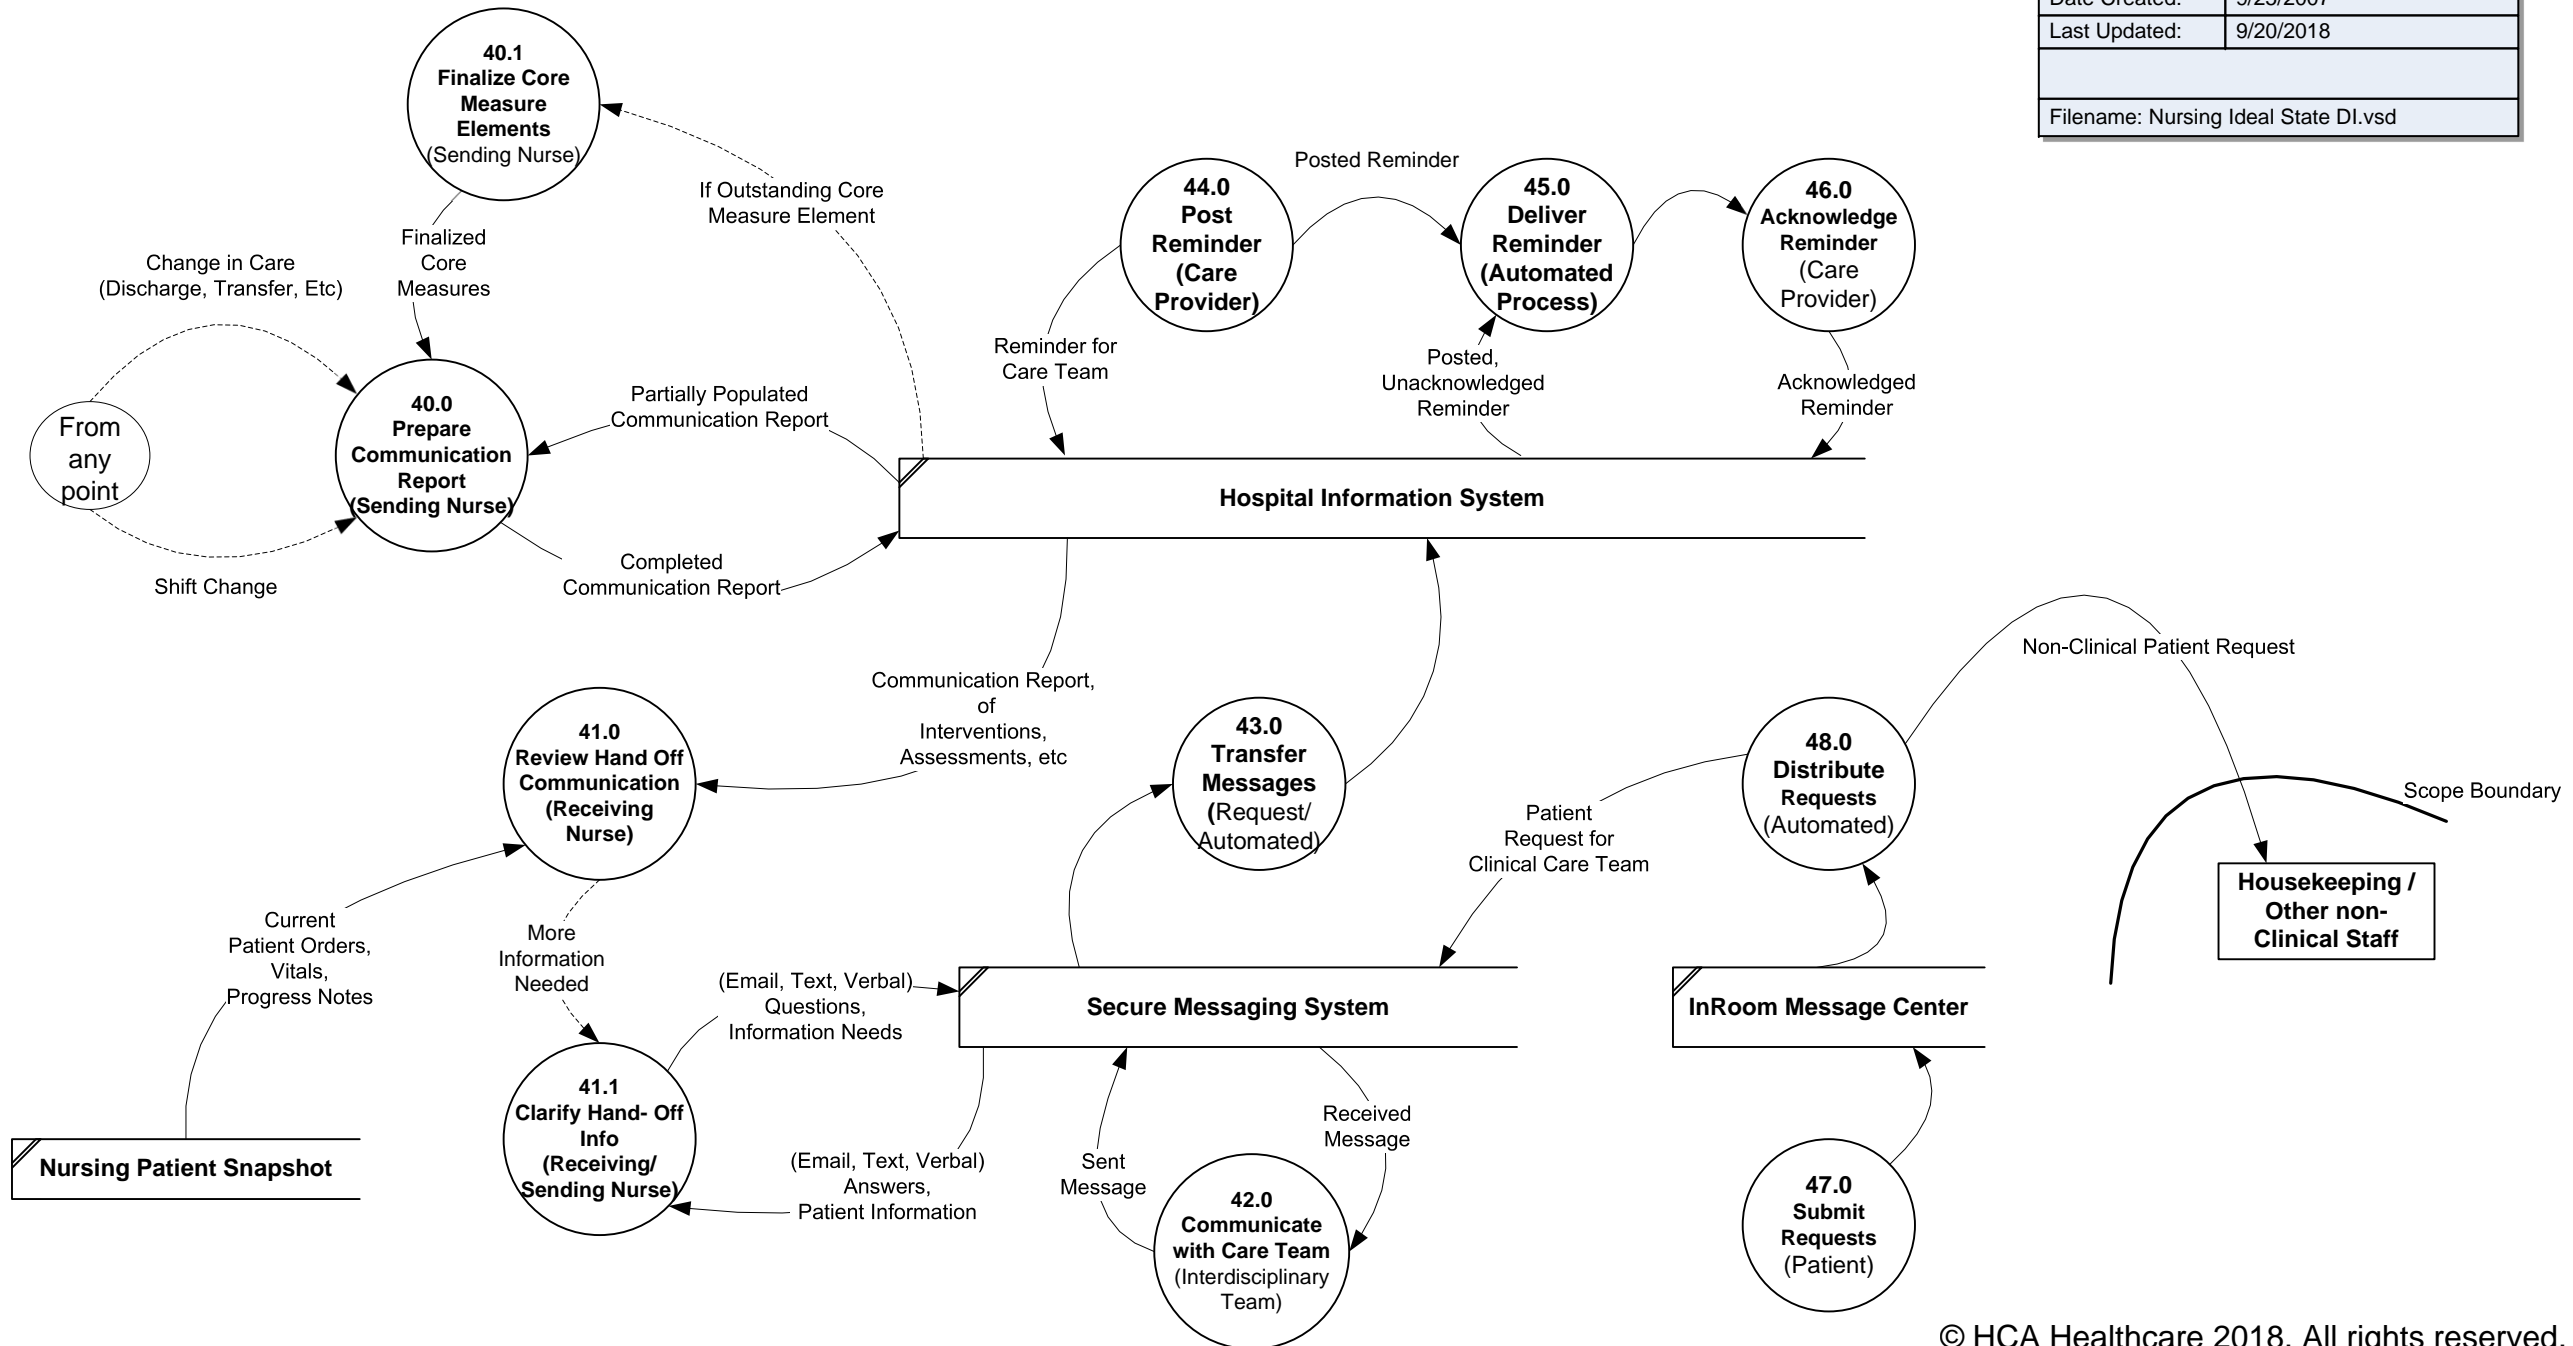 Date Created: 9/25/2007
Last Updated: 9/20/2018
Filename: Nursing Ideal State DI.vsd
40.1
Finalize Core
Measure
Elements
(Sending Nurse)
If Outstanding Core
Measure Element
Finalized
Core
Measures
Change in Care
(Discharge, Transfer, Etc)
From
any
point
Shift Change
40.0
Prepare
Communication
Report
(Sending Nurse)
Partially Populated
Communication Report
Completed
Communication Report
44.0
Post
Reminder
(Care
Provider)
Posted Reminder
45.0
Deliver
Reminder
(Automated
Process)
46.0
Acknowledge
Reminder
(Care
Provider)
Reminder for
Care Team
Posted,
Unacknowledged
Reminder
Acknowledged
Reminder
Hospital Information System
Communication Report,
of
Interventions,
Assessments, etc
41.0
Review Hand Off
Communication
(Receiving
Nurse)
43.0
Transfer
Messages
(Request/
Automated)
48.0
Distribute
Requests
(Automated)
Non-Clinical Patient Request
Scope Boundary
Housekeeping /
Other non-
Clinical Staff
Patient
Request for
Clinical Care Team
Current
Patient Orders,
Vitals,
Progress Notes
More
Information
Needed
(Email, Text, Verbal)
Questions,
Information Needs
Secure Messaging System
InRoom Message Center
Nursing Patient Snapshot
41.1
Clarify Hand- Off
Info
(Receiving/
Sending Nurse)
(Email, Text, Verbal)
Answers,
Patient Information
Sent
Message
Received
Message
42.0
Communicate
with Care Team
(Interdisciplinary
Team)
47.0
Submit
Requests
(Patient)
© HCA Healthcare 2018. All rights reserved.